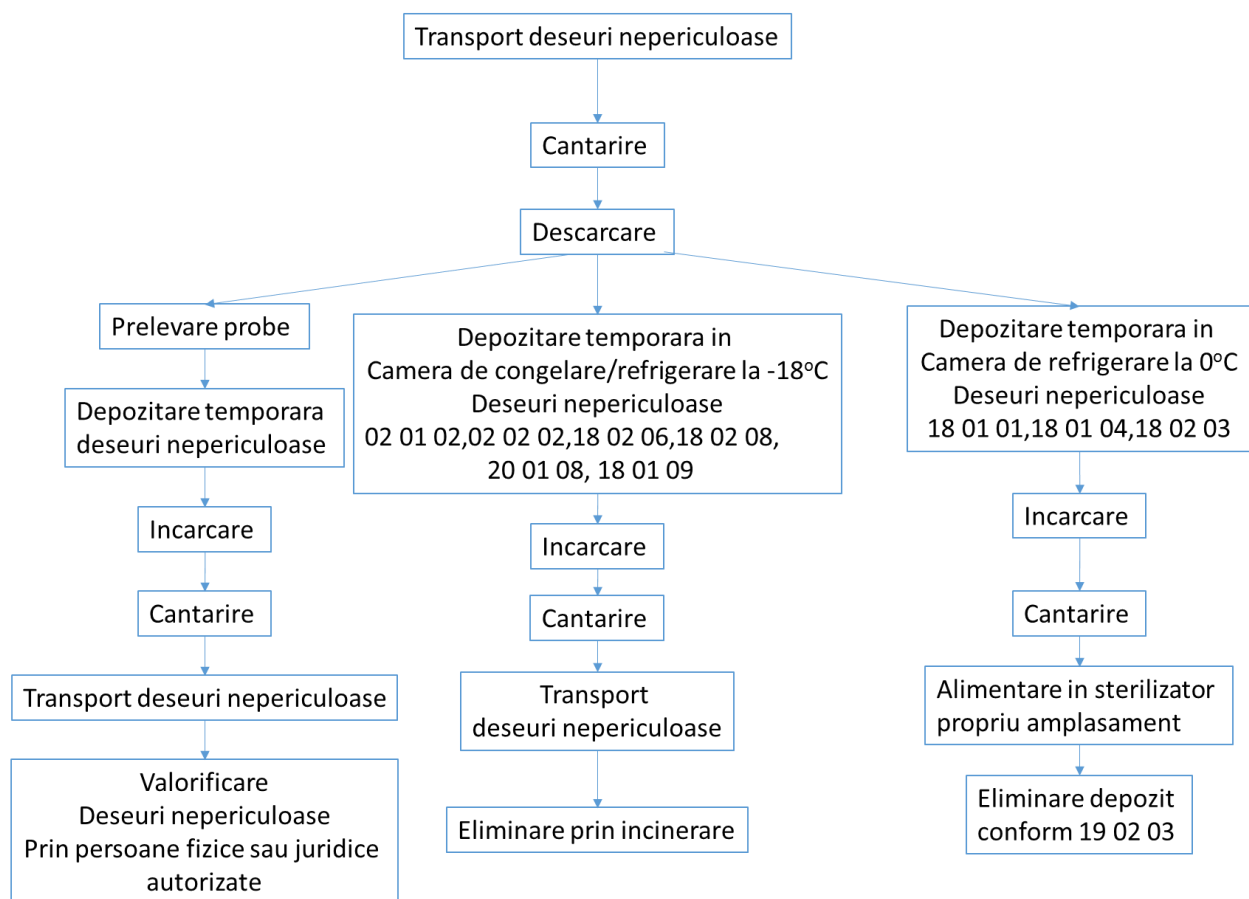 Transport deseuri nepericuloase
Cantarire
Descarcare
Prelevare probe
Depozitare temporara
deseuri nepericuloase
Incarcare
Cantarire
Transport deseuri nepericuloase
Valorificare
Deseuri nepericuloase
Prin persoane fizice sau juridice
autorizate
Depozitare temporara in
Camera de congelare/refrigerare la -18°C
Deseuri nepericuloase
02 01 02,02 02 02,18 02 06,18 02 08,
20 01 08, 18 01 09
Incarcare
Cantarire
Transport
deseuri nepericuloase
Eliminare prin incinerare
Depozitare temporara in
Camera de refrigerare la 0°C
Deseuri nepericuloase
18 01 01,18 01 04,18 02 03
Incarcare
Cantarire
Alimentare in sterilizator
propriu amplasament
Eliminare depozit
conform 19 02 03